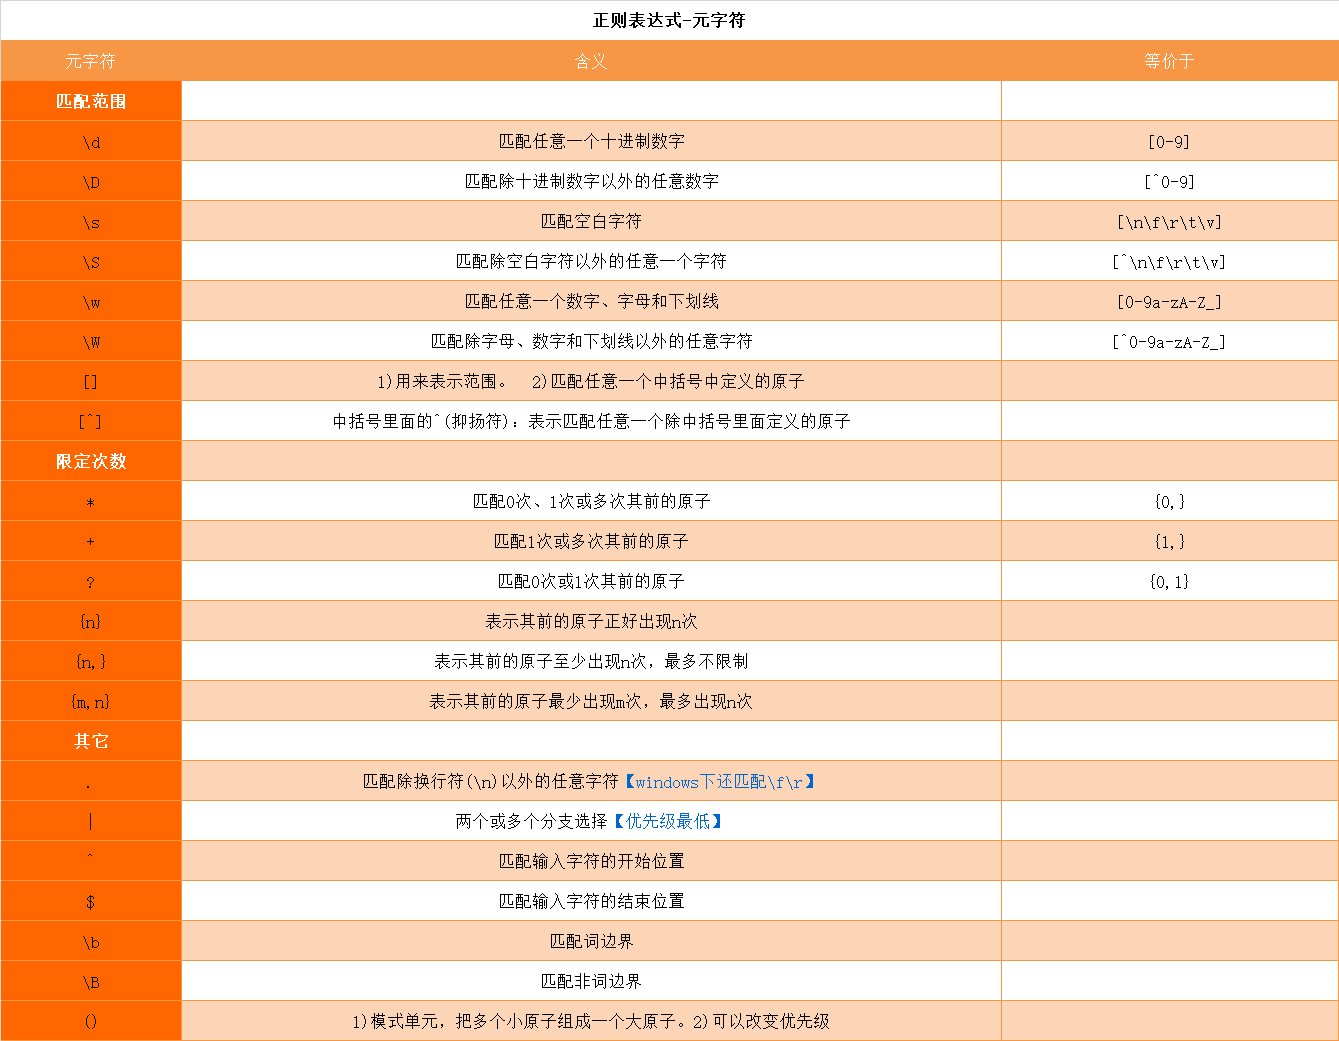 正则表达式-元字符
元字符 含义 等价于
匹配范围
\d 匹配任意一个十进制数字 [0-9]
\D 匹配除十进制数字以外的任意数字 [^0-9]
\s 匹配空白字符 [\n\f\r\t\v]
\S 匹配除空白字符以外的任意一个字符 [^\n\f\r\t\v]
\w 匹配任意一个数字、字母和下划线 [0-9a-zA-Z_]
\W 匹配除字母、数字和下划线以外的任意字符 [^0-9a-zA-Z_]
[] 1)用来表示范围。 2)匹配任意一个中括号中定义的原子
[^] 中括号里面的^(抑扬符)：表示匹配任意一个除中括号里面定义的原子
限定次数
* 匹配0次、1次或多次其前的原子 {0,}
+ 匹配1次或多次其前的原子 {1,}
? 匹配0次或1次其前的原子 {0,1}
{n} 表示其前的原子正好出现n次
{n,} 表示其前的原子至少出现n次，最多不限制
{m,n} 表示其前的原子最少出现m次，最多出现n次
其它
. 匹配除换行符(\n)以外的任意字符【windows下还匹配\f\r】
| 两个或多个分支选择【优先级最低】
^ 匹配输入字符的开始位置
$ 匹配输入字符的结束位置
\b 匹配词边界
\B 匹配非词边界
() 1)模式单元，把多个小原子组成一个大原子。2)可以改变优先级